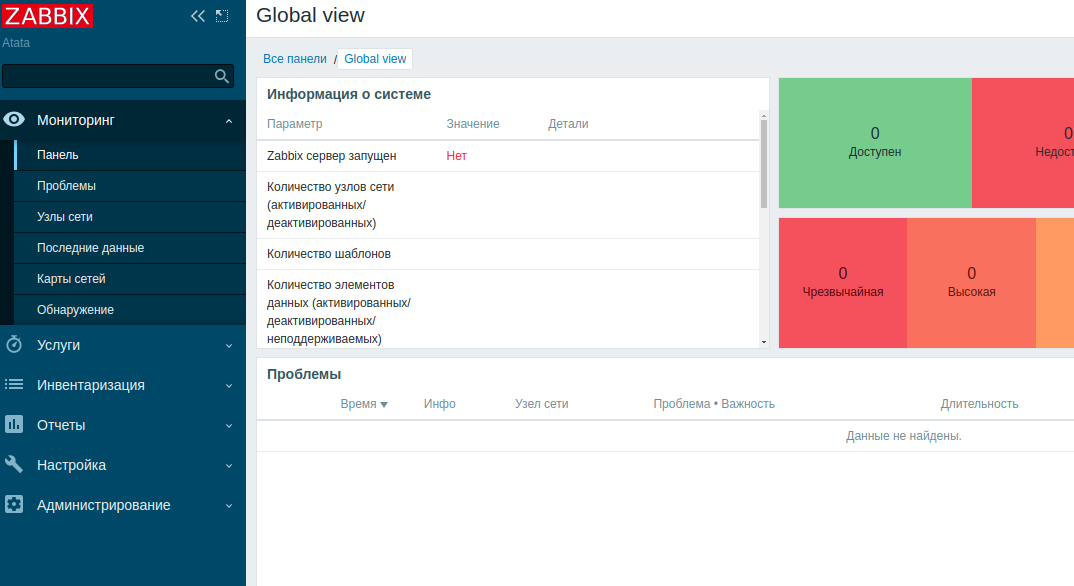 ZABBIX
Atata
Мониторинг
Панель
Проблемы
Узлы сети
Последние данные
Карты сетей
Обнаружение
Услуги
Инвентаризация
Отчеты
Настройка
Администрирование
Global view
Все панели / Global view
Информация о системе
Параметр Значение Детали
Zabbix сервер запущен Нет
Количество узлов сети
(активированных/
деактивированных)
Количество шаблонов
Количество элементов
данных (активированных/
деактивированных/
неподдерживаемых)
0
Доступен
0
Недост
0
Чрезвычайная
0
Высокая
Проблемы
Время Инфо Узел сети Проблема • Важность Длительность
Данные не найдены.